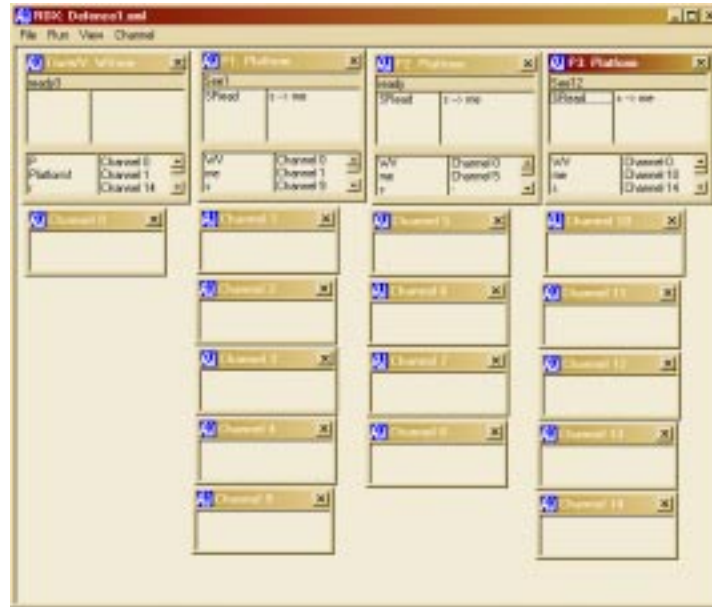 Defence1.xml
File Run View Channel
P1: Platform
P2: Platform
P3: Platform
ready3
See1
ready
See12
SRead s -> me
SRead s -> me
SRead s -> me
P Channel 0
Platform1 Channel 1
s Channel 14
WV Channel 0
me Channel 1
s Channel 9
WV Channel 0
me Channel 5
s -
WV Channel 0
me Channel 10
s Channel 14
Channel 0
Channel 1
Channel 5
Channel 10
Channel 2
Channel 6
Channel 11
Channel 3
Channel 7
Channel 12
Channel 4
Channel 8
Channel 13
Channel 9
Channel 14